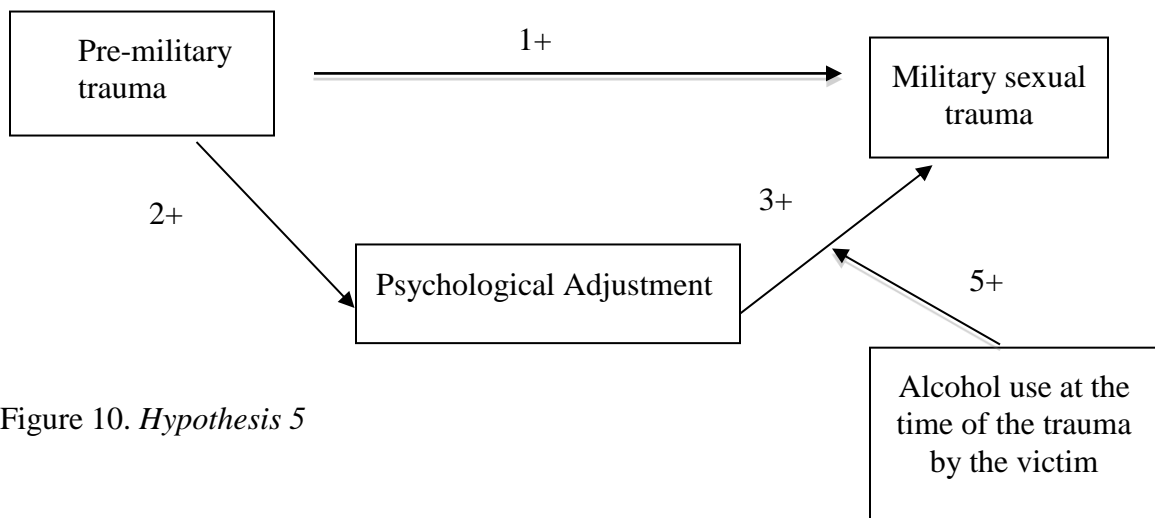 1+
Pre-military
trauma
Military sexual
trauma
2+
3+
Psychological Adjustment
5+
Alcohol use at the
time of the trauma
by the victim
Figure 10. Hypothesis 5